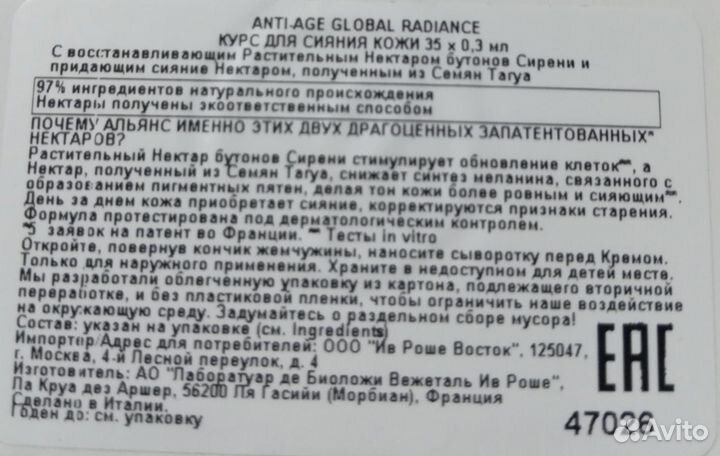 ANTI-AGE GLOBAL RADIANCE
КУРС ДЛЯ СИЯНИЯ КОЖИ 35 x 0,3 мл
С восстанавливающим Растительным Нектаром бутонов Сирени и
придающим сияние Нектаром, полученным из Семян Tarya
97% ингредиентов натурального происхождения
Нектары получены экоответственным способом
ПОЧЕМУ АЛЬЯНС ИМЕННО ЭТИХ ДВУХ ДРАГОЦЕННЫХ ЗАПАТЕНТОВАННЫХ*
НЕКТАРОВ?
Растительный Нектар бутонов Сирени стимулирует обновление клеток**, а
Нектар, полученный из Семян Tarya, снижает синтез меланина, связанного с
образованием пигментных пятен, делая тон кожи более ровным и сияющим**.
День за днем кожа приобретает сияние, корректируются признаки старения.
Формула протестирована под дерматологическим контролем.
*5 заявок на патент во Франции. ** Тесты in vitro
Откройте, повернув кончик жемчужины, наносите сыворотку перед Кремом.
Только для наружного применения. Храните в недоступном для детей месте.
Мы разработали облегченную упаковку из картона, подлежащего вторичной
переработке, и без пластиковой пленки, чтобы ограничить наше воздействие
на окружающую среду. Задумайтесь о раздельном сборе мусора!
Состав: указан на упаковке (см. Ingredients)
Импортер/Адрес для потребителей: ООО "Ив Роше Восток", 125047,
г. Москва, 4-й Лесной переулок, д. 4
Изготовитель: АО "Лаборатуар де Биоложи Вежеталь Ив Роше",
Ла Круа дез Аршер, 56200 Ля Гасийи (Морбиан), Франция
Сделано в Италии.
Годен до: см. упаковку
EAC
47026
Avito